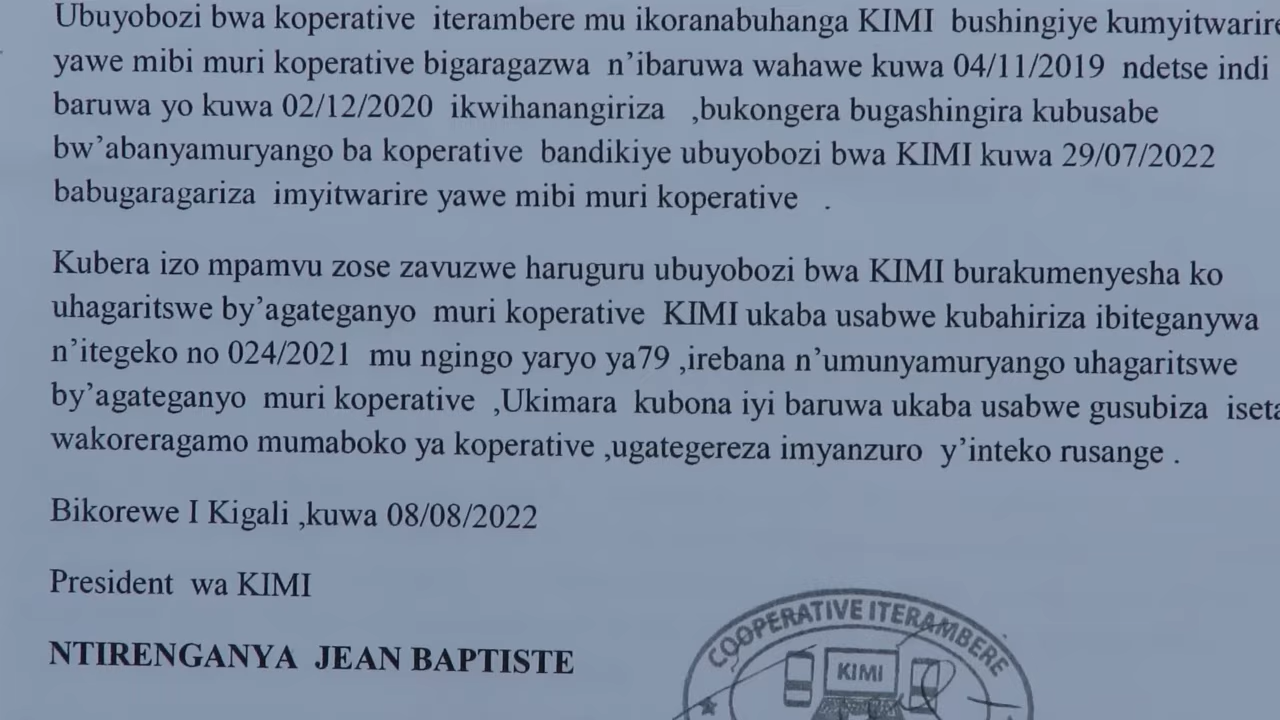 Ubuyobozi bwa koperative iterambere mu ikoranabuhanga KIMI bushingiye kumyitwarire
yawe mibi muri koperative bigaragazwa n’ibaruwa wahawe kuwa 04/11/2019 ndetse indi
baruwa yo kuwa 02/12/2020 ikwihanangiriza ,bukongera bugashingira kubusabe
bw’abanyamuryango ba koperative bandikiye ubuyobozi bwa KIMI kuwa 29/07/2022
babugaragariza imyitwarire yawe mibi muri koperative .
Kubera izo mpamvu zose zavuzwe haruguru ubuyobozi bwa KIMI burakumenyesha ko
uhagaritswe by’agateganyo muri koperative KIMI ukaba usabwe kubahiriza ibiteganywa
n’itegeko no 024/2021 mu ngingo yaryo ya79 ,irebana n’umunyamuryango uhagaritswe
by’agateganyo muri koperative ,Ukimara kubona iyi baruwa ukaba usabwe gusubiza iseta
wakoreragamo mumaboko ya koperative ,ugategereza imyanzuro y’inteko rusange .
Bikorewe I Kigali ,kuwa 08/08/2022
President wa KIMI
NTIRENGANYA JEAN BAPTISTE
COOPERATIVE ITERAMBERE
KIMI